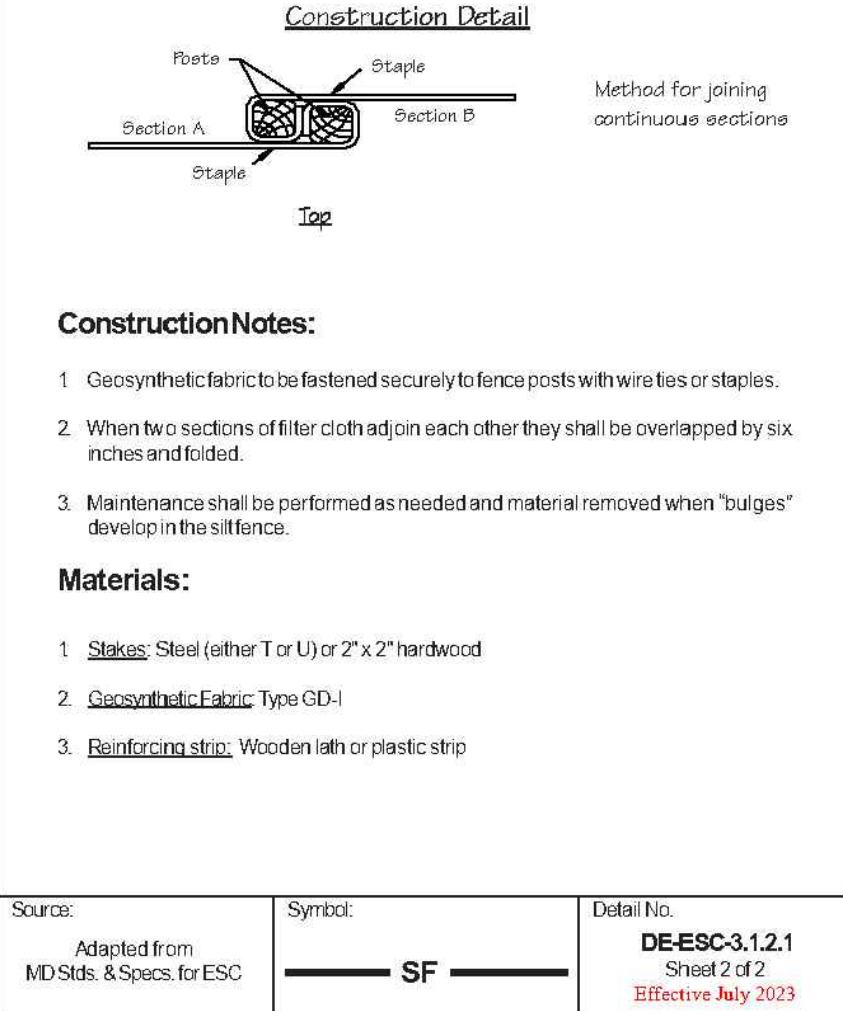 Construction Detail
Posts
Staple
Method for joining
continuous sections
Section A
Section B
Staple
Top
Construction Notes:
1 Geosynthetic fabric to be fastened securely to fence posts with wire ties or staples.
2. When two sections of filter cloth adjoin each other they shall be overlapped by six
inches and folded.
3. Maintenance shall be performed as needed and material removed when "bulges"
develop in the silt fence.
Materials:
1 Stakes: Steel (either T or U) or 2" x 2" hardwood
2. Geosynthetic Fabric: Type GD-I
3. Reinforcing strip: Wooden lath or plastic strip
Source:
Adapted from
MD Stds. & Specs. for ESC
Symbol:
SF
Detail No.
DE-ESC-3.1.2.1
Sheet 2 of 2
Effective July 2023